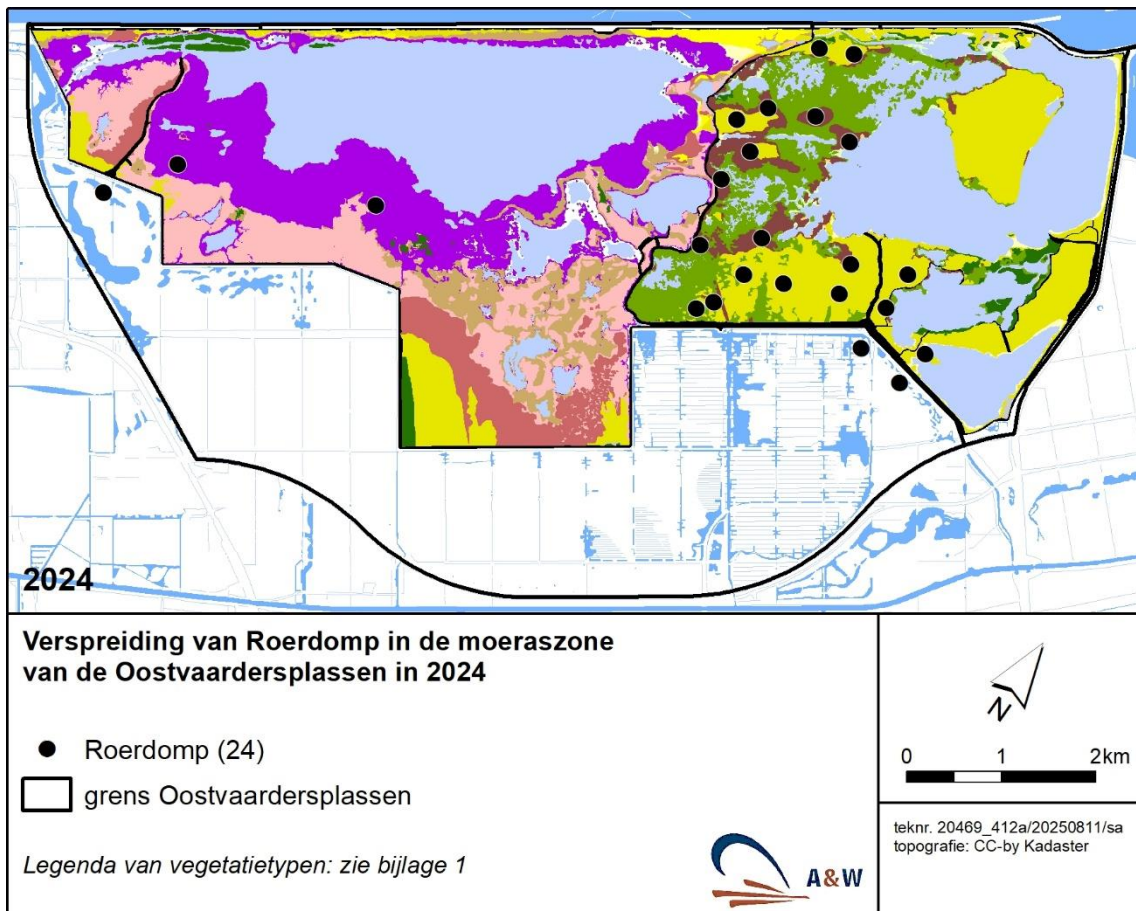 2024
Verspreiding van Roerdomp in de moeraszone
van de Oostvaardersplassen in 2024
Roerdomp (24)
grens Oostvaardersplassen
Legenda van vegetatietypen: zie bijlage 1
A&W
N
0 1 2km
teknr. 20469_412a/20250811/sa
topografie: CC-by Kadaster